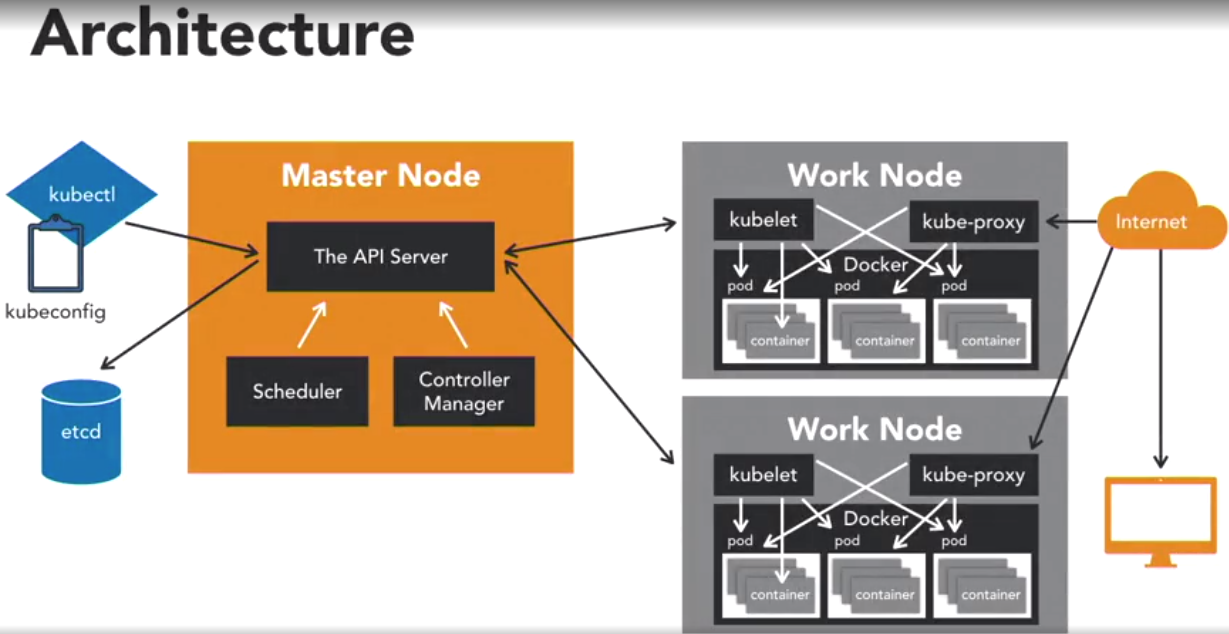 Architecture
kubectl
kubeconfig
etcd
Master Node
The API Server
Scheduler
Controller
Manager
Work Node
kubelet
kube-proxy
Docker
pod
pod
pod
container
container
container
Work Node
kubelet
kube-proxy
Docker
pod
pod
pod
container
container
container
Internet